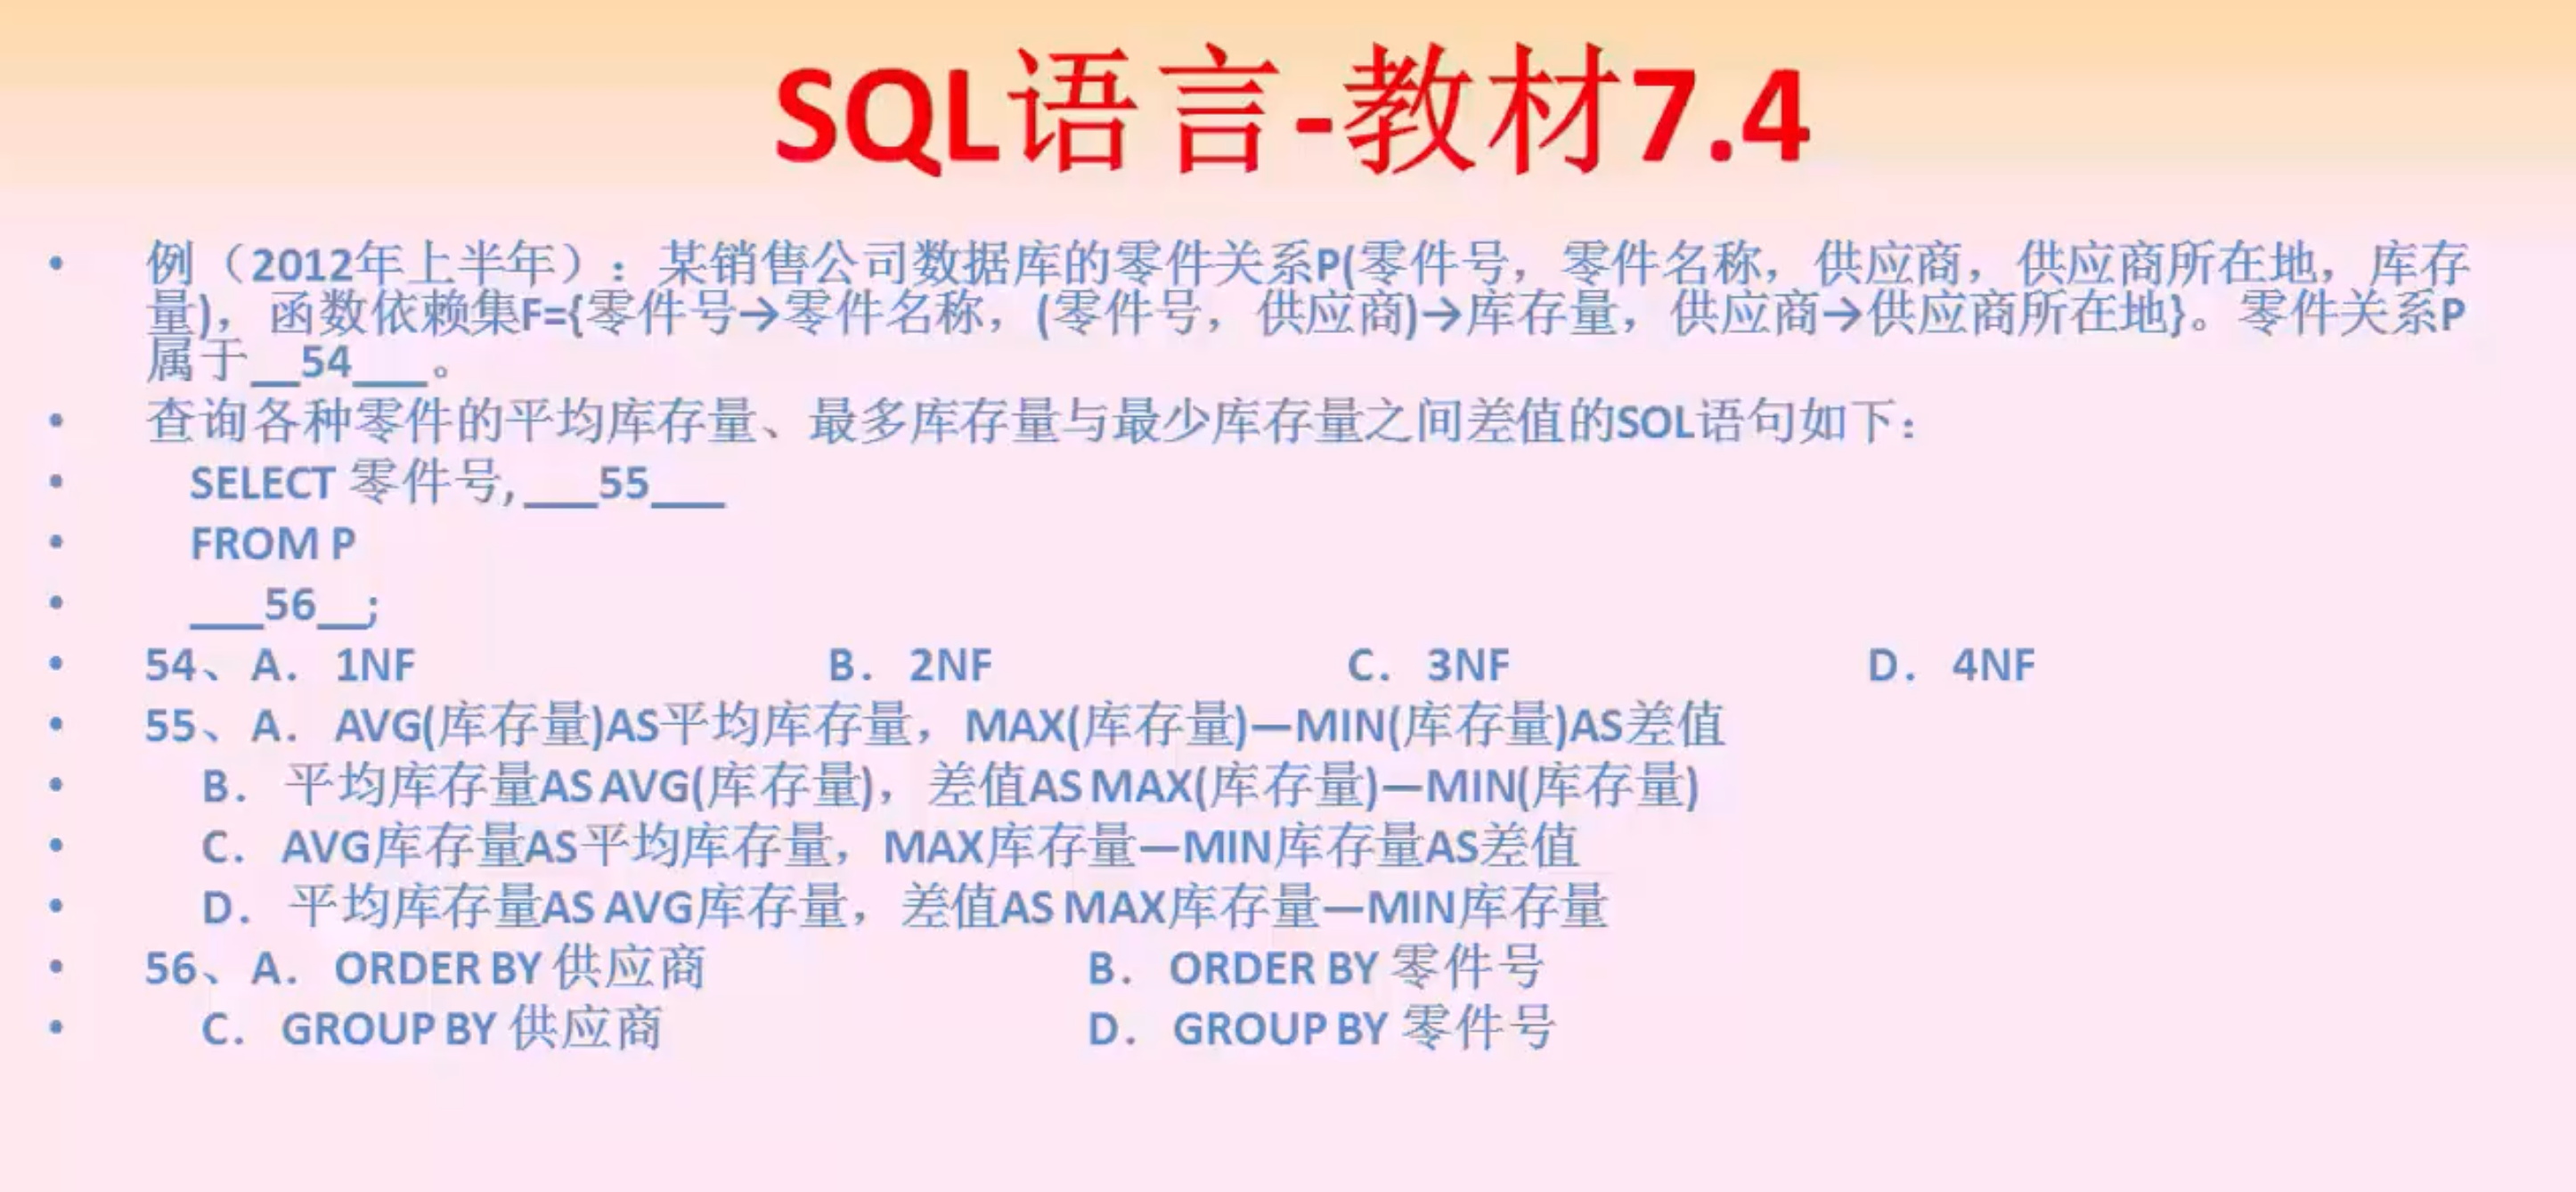 SQL语言-教材7.4
• 例（2012年上半年）：某销售公司数据库的零件关系P(零件号，零件名称，供应商，供应商所在地，库存
量)，函数依赖集F={零件号→零件名称，(零件号，供应商)→库存量，供应商→供应商所在地}。零件关系P
属于__54___。
• 查询各种零件的平均库存量、最多库存量与最少库存量之间差值的SOL语句如下：
• SELECT 零件号,___55___
• FROM P
• ___56__;
• 54、A．1NF B．2NF C．3NF D．4NF
• 55、A．AVG(库存量)AS平均库存量，MAX(库存量)—MIN(库存量)AS差值
• B．平均库存量AS AVG(库存量)，差值AS MAX(库存量)—MIN(库存量)
• C．AVG库存量AS平均库存量，MAX库存量—MIN库存量AS差值
• D．平均库存量AS AVG库存量，差值AS MAX库存量—MIN库存量
• 56、A．ORDER BY 供应商 B．ORDER BY 零件号
• C．GROUP BY 供应商 D．GROUP BY 零件号